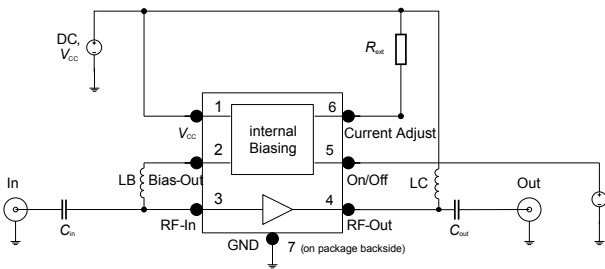 DC,
VCC
Rext
1
6
VCC
internal
Biasing
Current Adjust
2
5
LB
Bias-Out
On/Off
LC
In
Out
3
4
Cin
RF-In
RF-Out
Cout
GND
7 (on package backside)